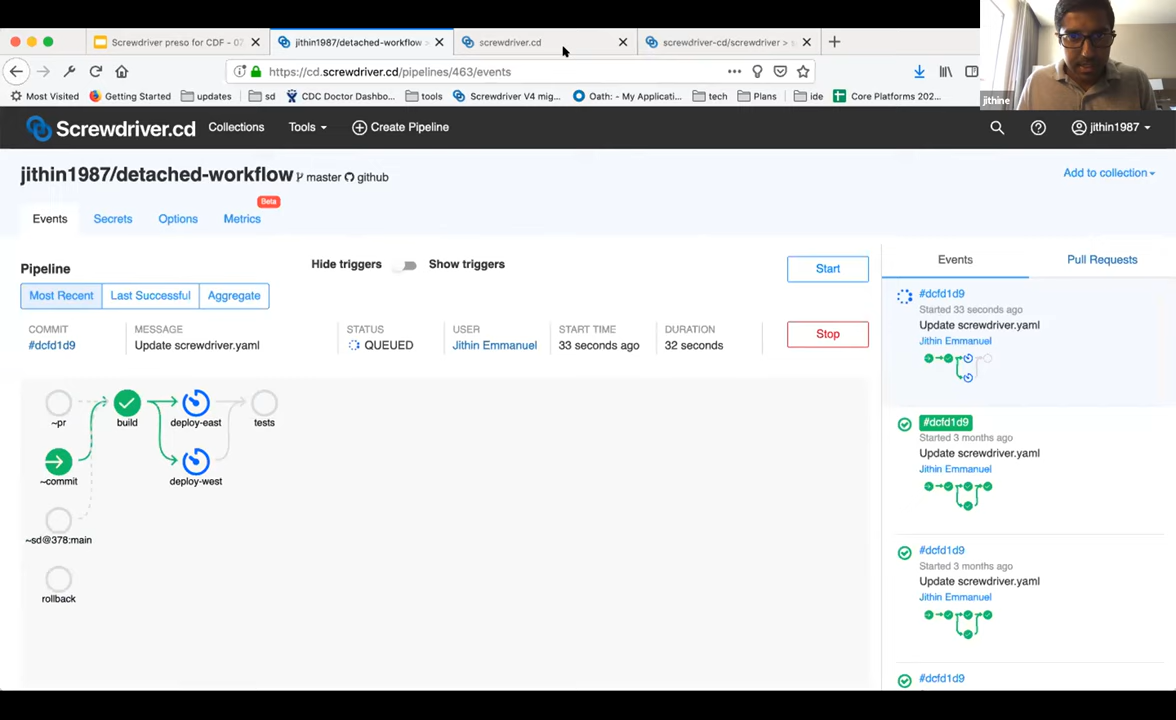 Screwdriver preso for CDF - 07
jithin1987/detached-workflow >
screwdriver.cd
screwdriver-cd/screwdriver >
https://cd.screwdriver.cd/pipelines/463/events
Most Visited
Getting Started
updates
sd
CDC Doctor Dashbo...
tools
Screwdriver V4 mig...
Oath: - My Applicati...
tech
Plans
ide
Core Platforms 202...
jithine
Screwdriver.cd
Collections
Tools
Create Pipeline
jithin1987
jithin1987/detached-workflow
master
github
Add to collection
Events
Secrets
Options
Metrics
Beta
Pipeline
Hide triggers
Show triggers
Start
Most Recent
Last Successful
Aggregate
COMMIT
#dcfd1d9
MESSAGE
Update screwdriver.yaml
STATUS
QUEUED
USER
Jithin Emmanuel
START TIME
33 seconds ago
DURATION
32 seconds
Stop
~pr
build
deploy-east
tests
~commit
deploy-west
~sd@378:main
rollback
Events
Pull Requests
#dcfd1d9
Started 33 seconds ago
Update screwdriver.yaml
Jithin Emmanuel
#dcfd1d9
Started 3 months ago
Update screwdriver.yaml
Jithin Emmanuel
#dcfd1d9
Started 3 months ago
Update screwdriver.yaml
Jithin Emmanuel
#dcfd1d9